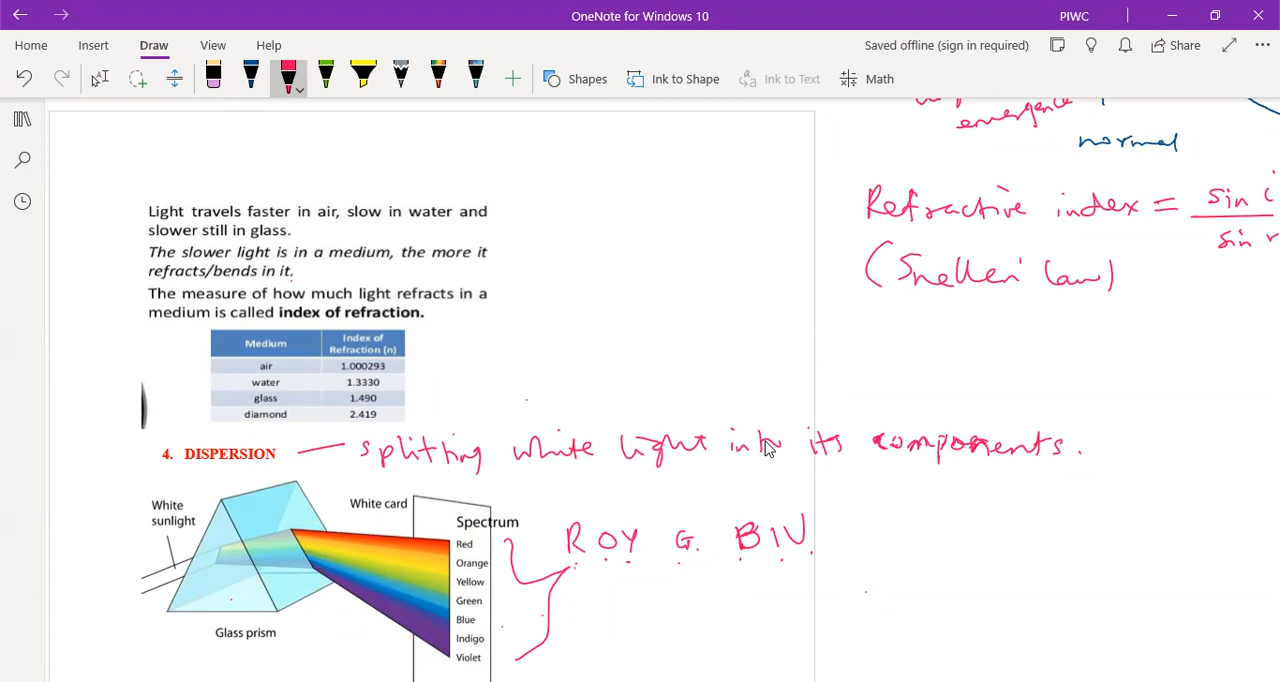 OneNote for Windows 10
PIWC
Home Insert Draw View Help
Saved offline (sign in required)
Share
Shapes
Ink to Shape
Ink to Text
Math
emergence
normal
Refractive index = sin i
sin r
(Snellen' law)
Light travels faster in air, slow in water and
slower still in glass.
The slower light is in a medium, the more it
refracts/bends in it.
The measure of how much light refracts in a
medium is called index of refraction.
Medium Index of
Refraction (n)
air 1.000293
water 1.3330
glass 1.490
diamond 2.419
4. DISPERSION — splitting white light into its components.
White
sunlight
White card
Spectrum
Red
Orange
Yellow
Green
Blue
Indigo
Violet
ROY G. BIV
Glass prism